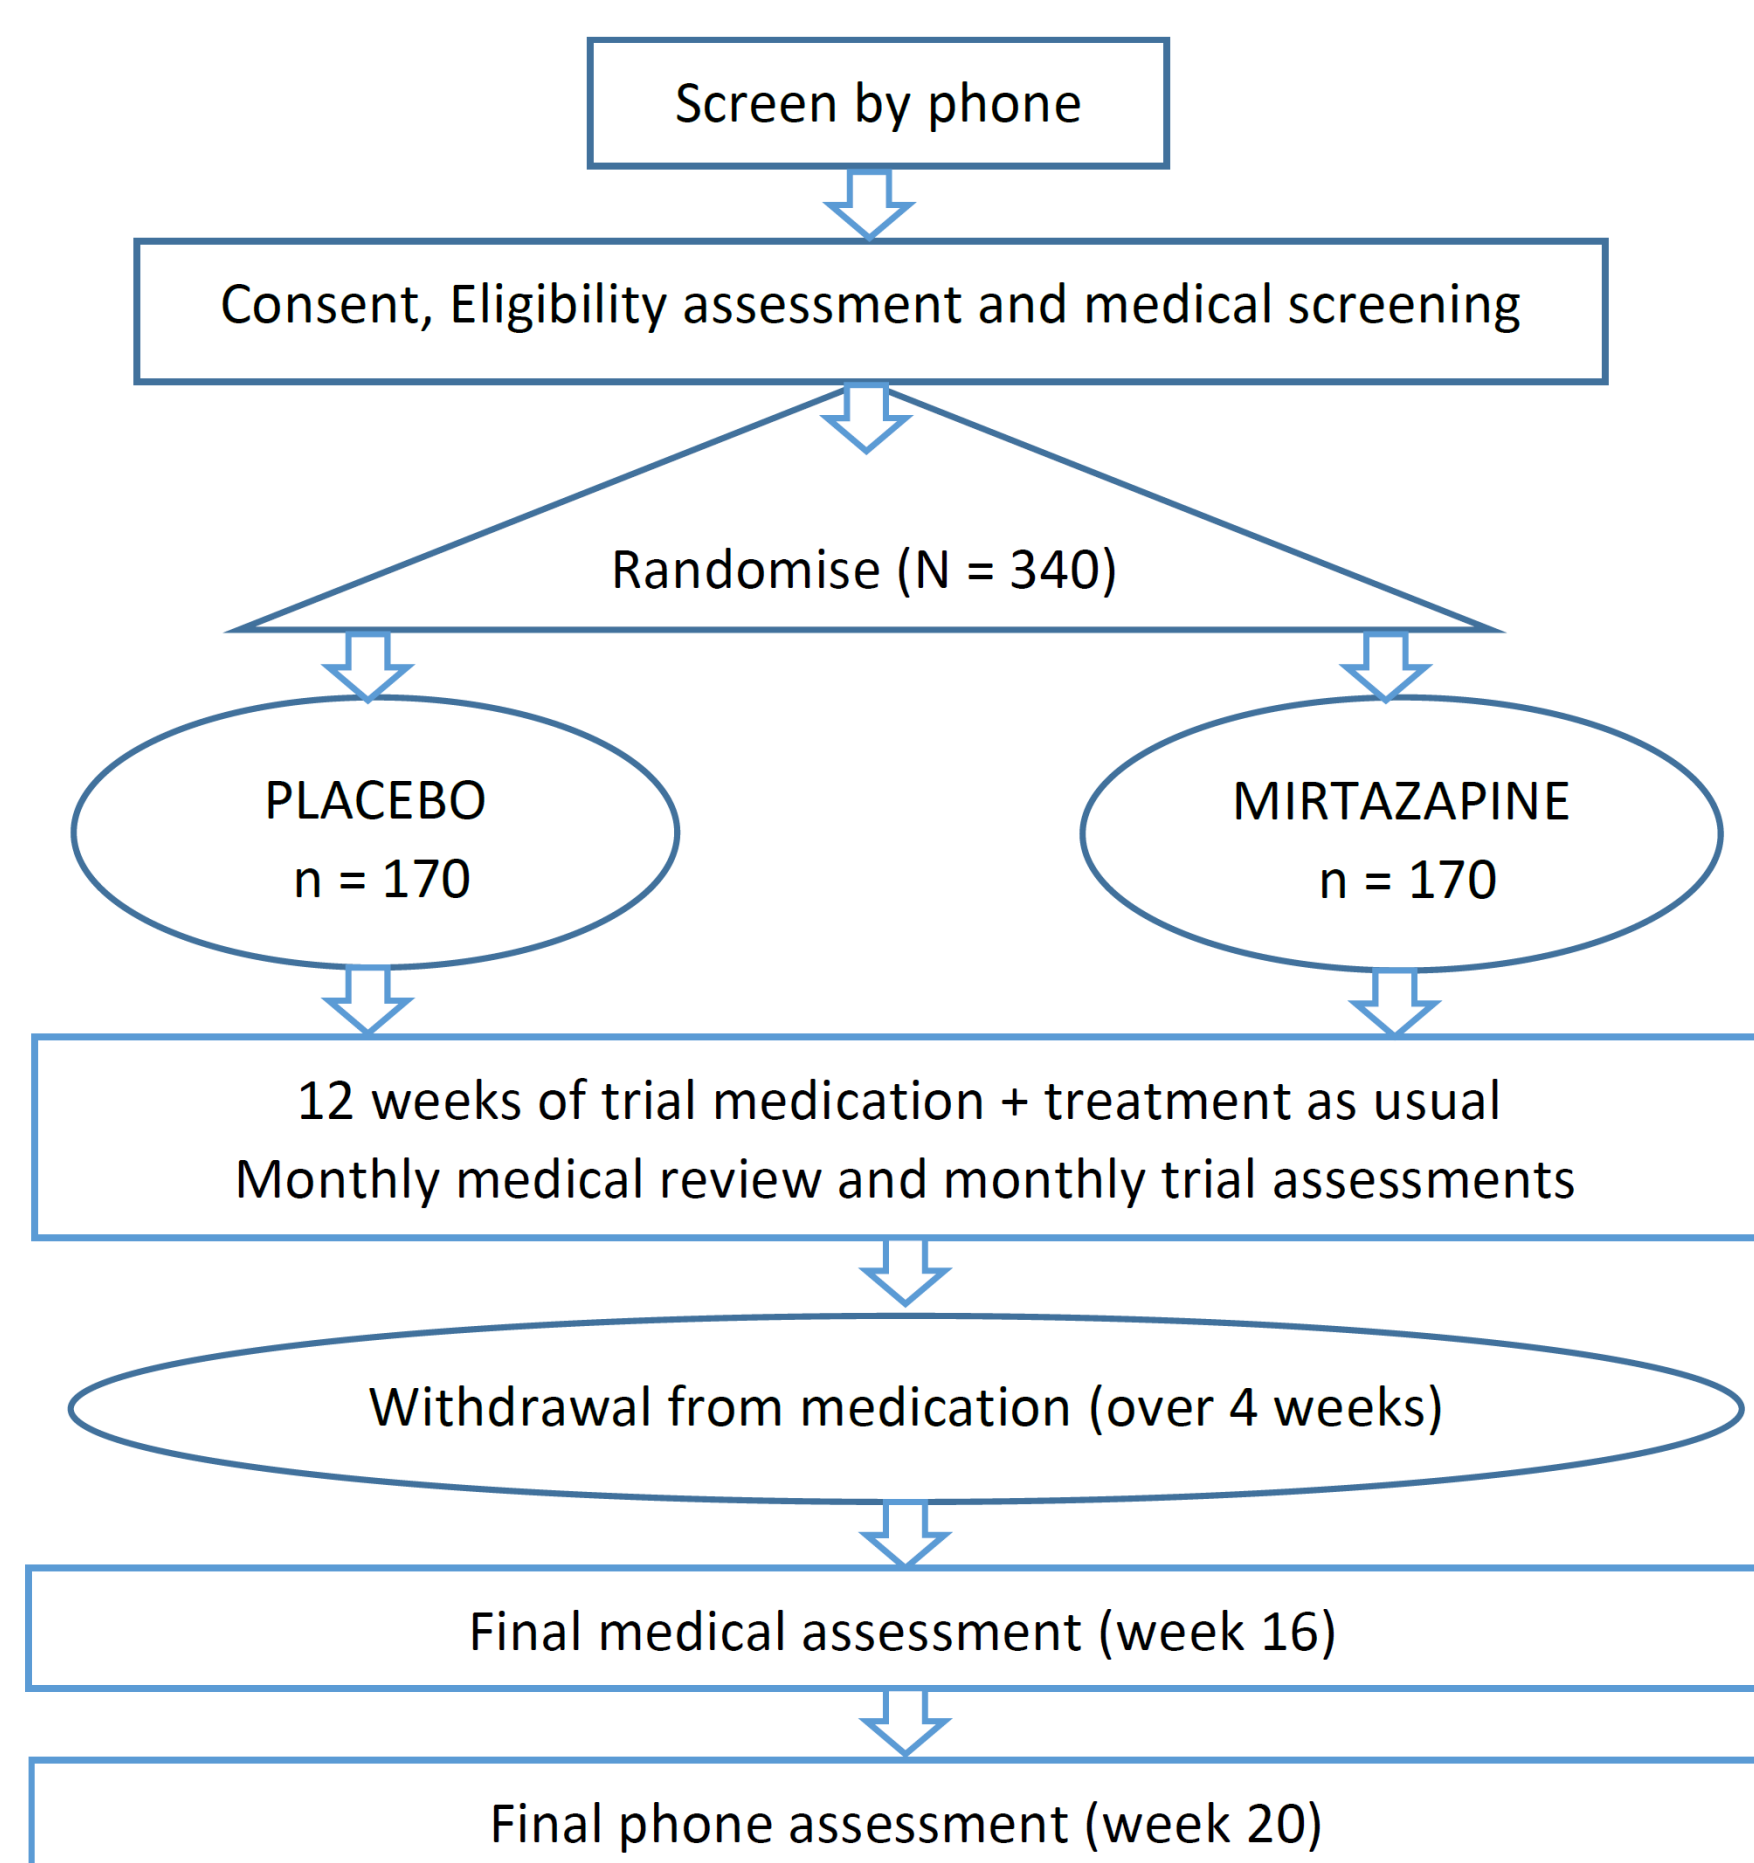 Screen by phone
Consent, Eligibility assessment and medical screening
Randomise (N = 340)
PLACEBO
n = 170
MIRTAZAPINE
n = 170
12 weeks of trial medication + treatment as usual
Monthly medical review and monthly trial assessments
Withdrawal from medication (over 4 weeks)
Final medical assessment (week 16)
Final phone assessment (week 20)